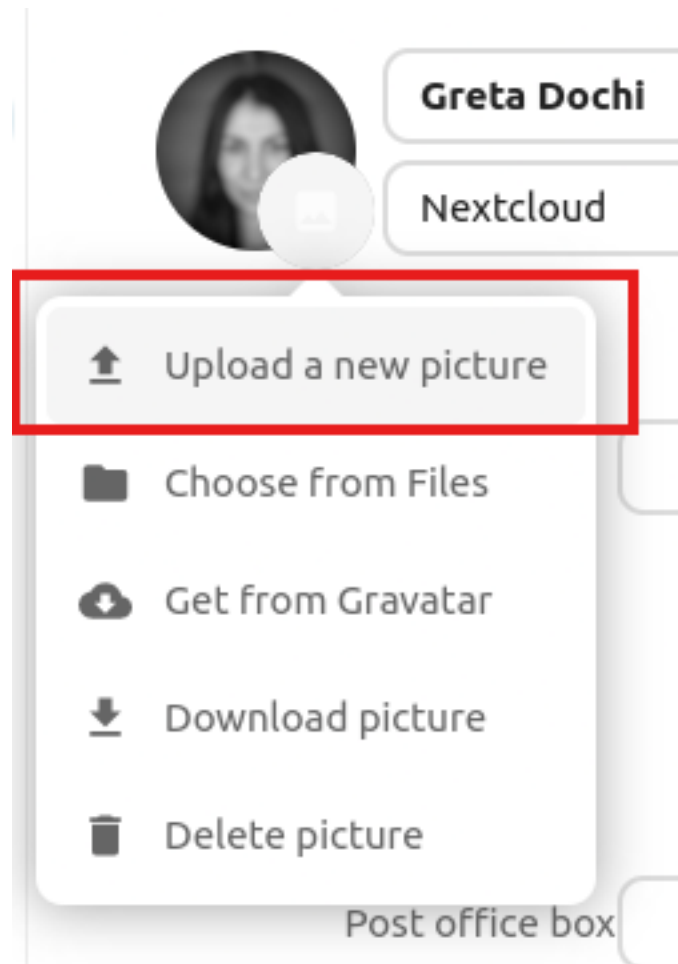 Greta Dochi
Nextcloud
Upload a new picture
Choose from Files
Get from Gravatar
Download picture
Delete picture
Post office box